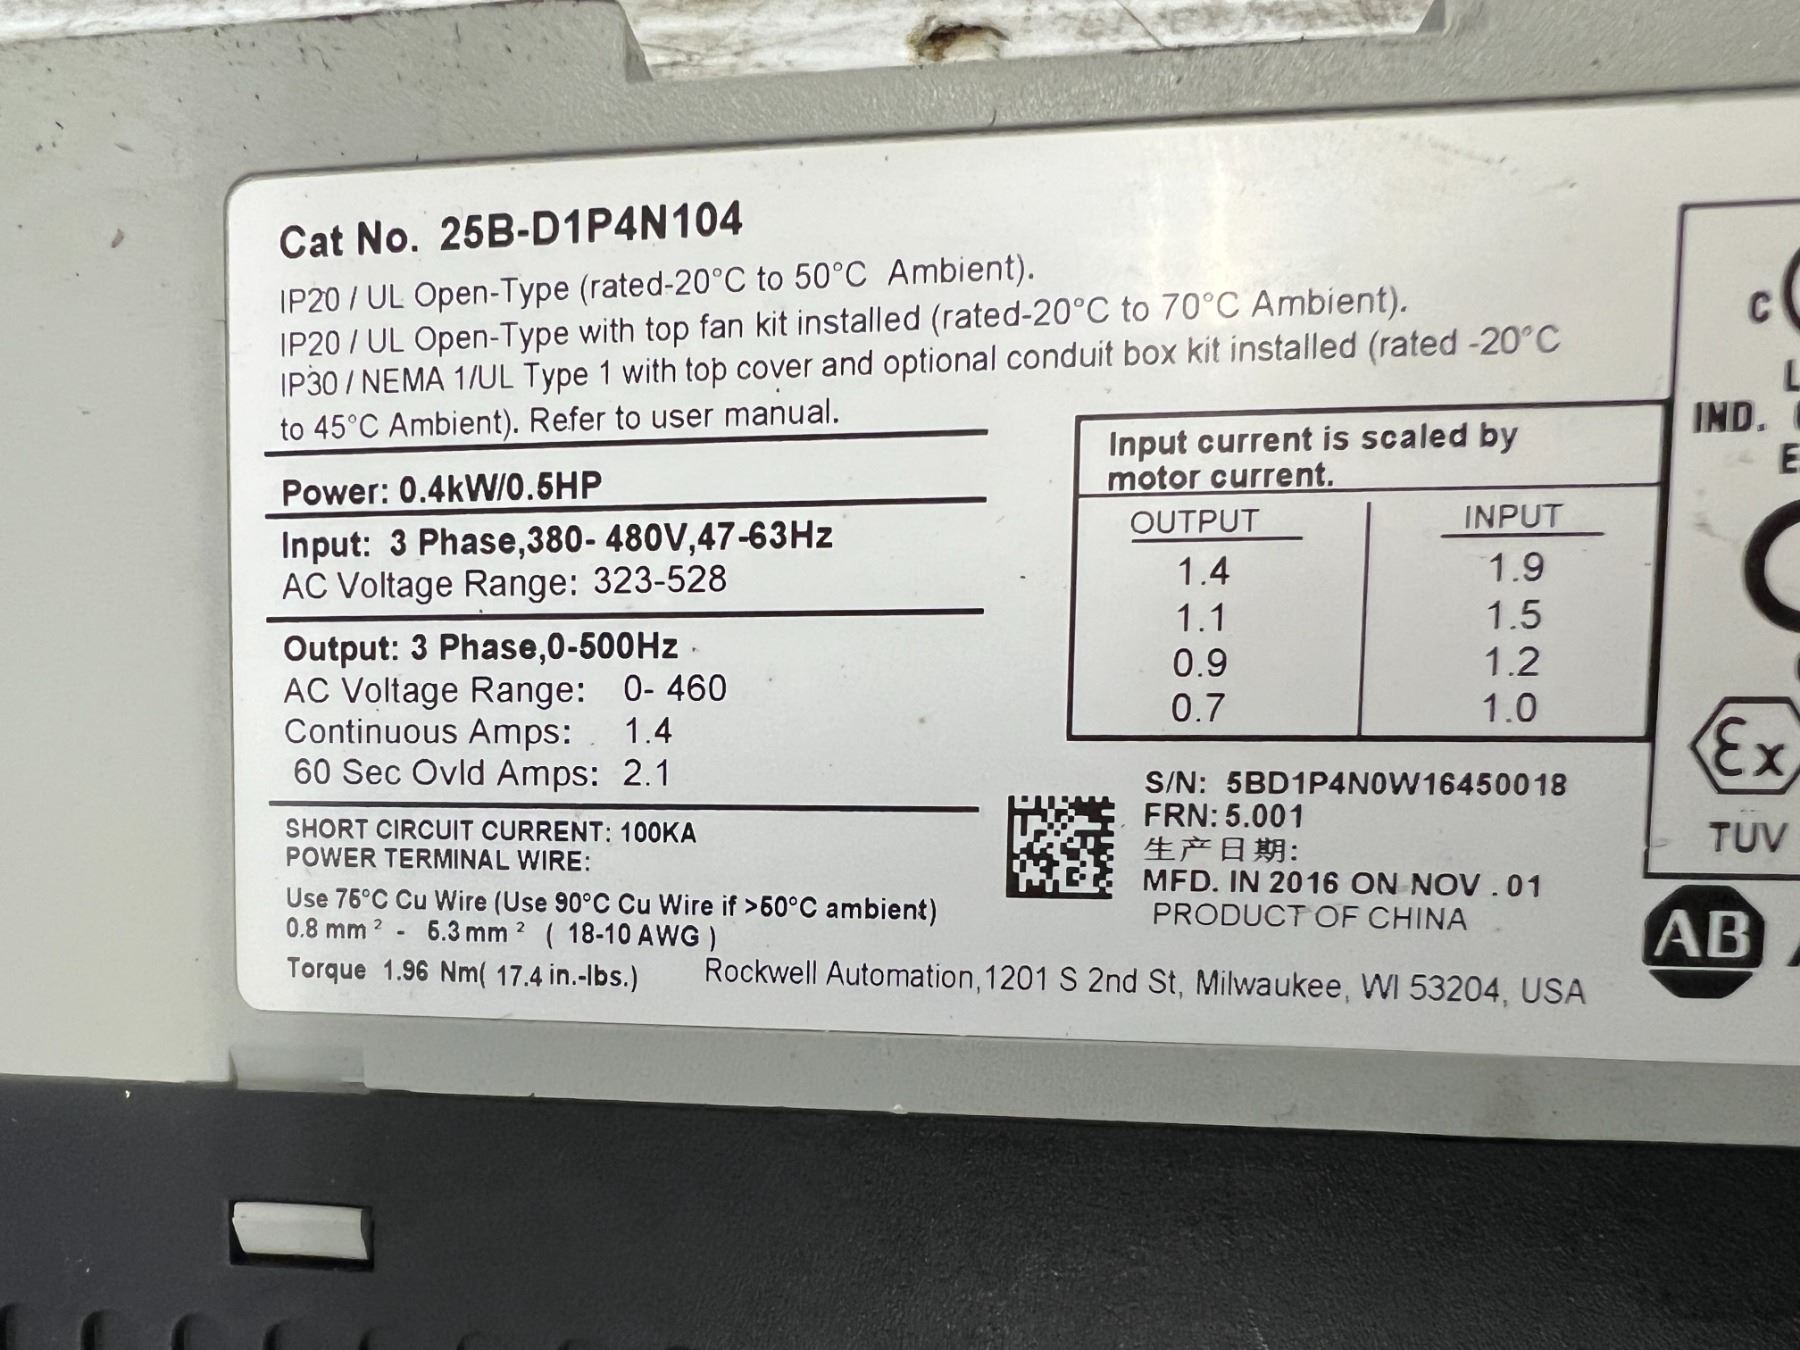 Cat No. 25B-D1P4N104
IP20 / UL Open-Type (rated-20°C to 50°C Ambient).
IP20 / UL Open-Type with top fan kit installed (rated-20°C to 70°C Ambient).
IP30 / NEMA 1/UL Type 1 with top cover and optional conduit box kit installed (rated -20°C
to 45°C Ambient). Refer to user manual.
Power: 0.4kW/0.5HP
Input: 3 Phase,380- 480V,47-63Hz
AC Voltage Range: 323-528
Output: 3 Phase,0-500Hz
AC Voltage Range: 0- 460
Continuous Amps: 1.4
60 Sec Ovld Amps: 2.1
SHORT CIRCUIT CURRENT: 100KA
POWER TERMINAL WIRE:
Use 75°C Cu Wire (Use 90°C Cu Wire if >50°C ambient)
0.8 mm² - 5.3 mm² ( 18-10 AWG )
Torque 1.96 Nm( 17.4 in.-lbs.)
Input current is scaled by
motor current.
OUTPUT INPUT
1.4 1.9
1.1 1.5
0.9 1.2
0.7 1.0
S/N: 5BD1P4N0W16450018
FRN: 5.001
生产日期:
MFD. IN 2016 ON NOV . 01
PRODUCT OF CHINA
Rockwell Automation,1201 S 2nd St, Milwaukee, WI 53204, USA
C
IND.
Ex
TUV
AB